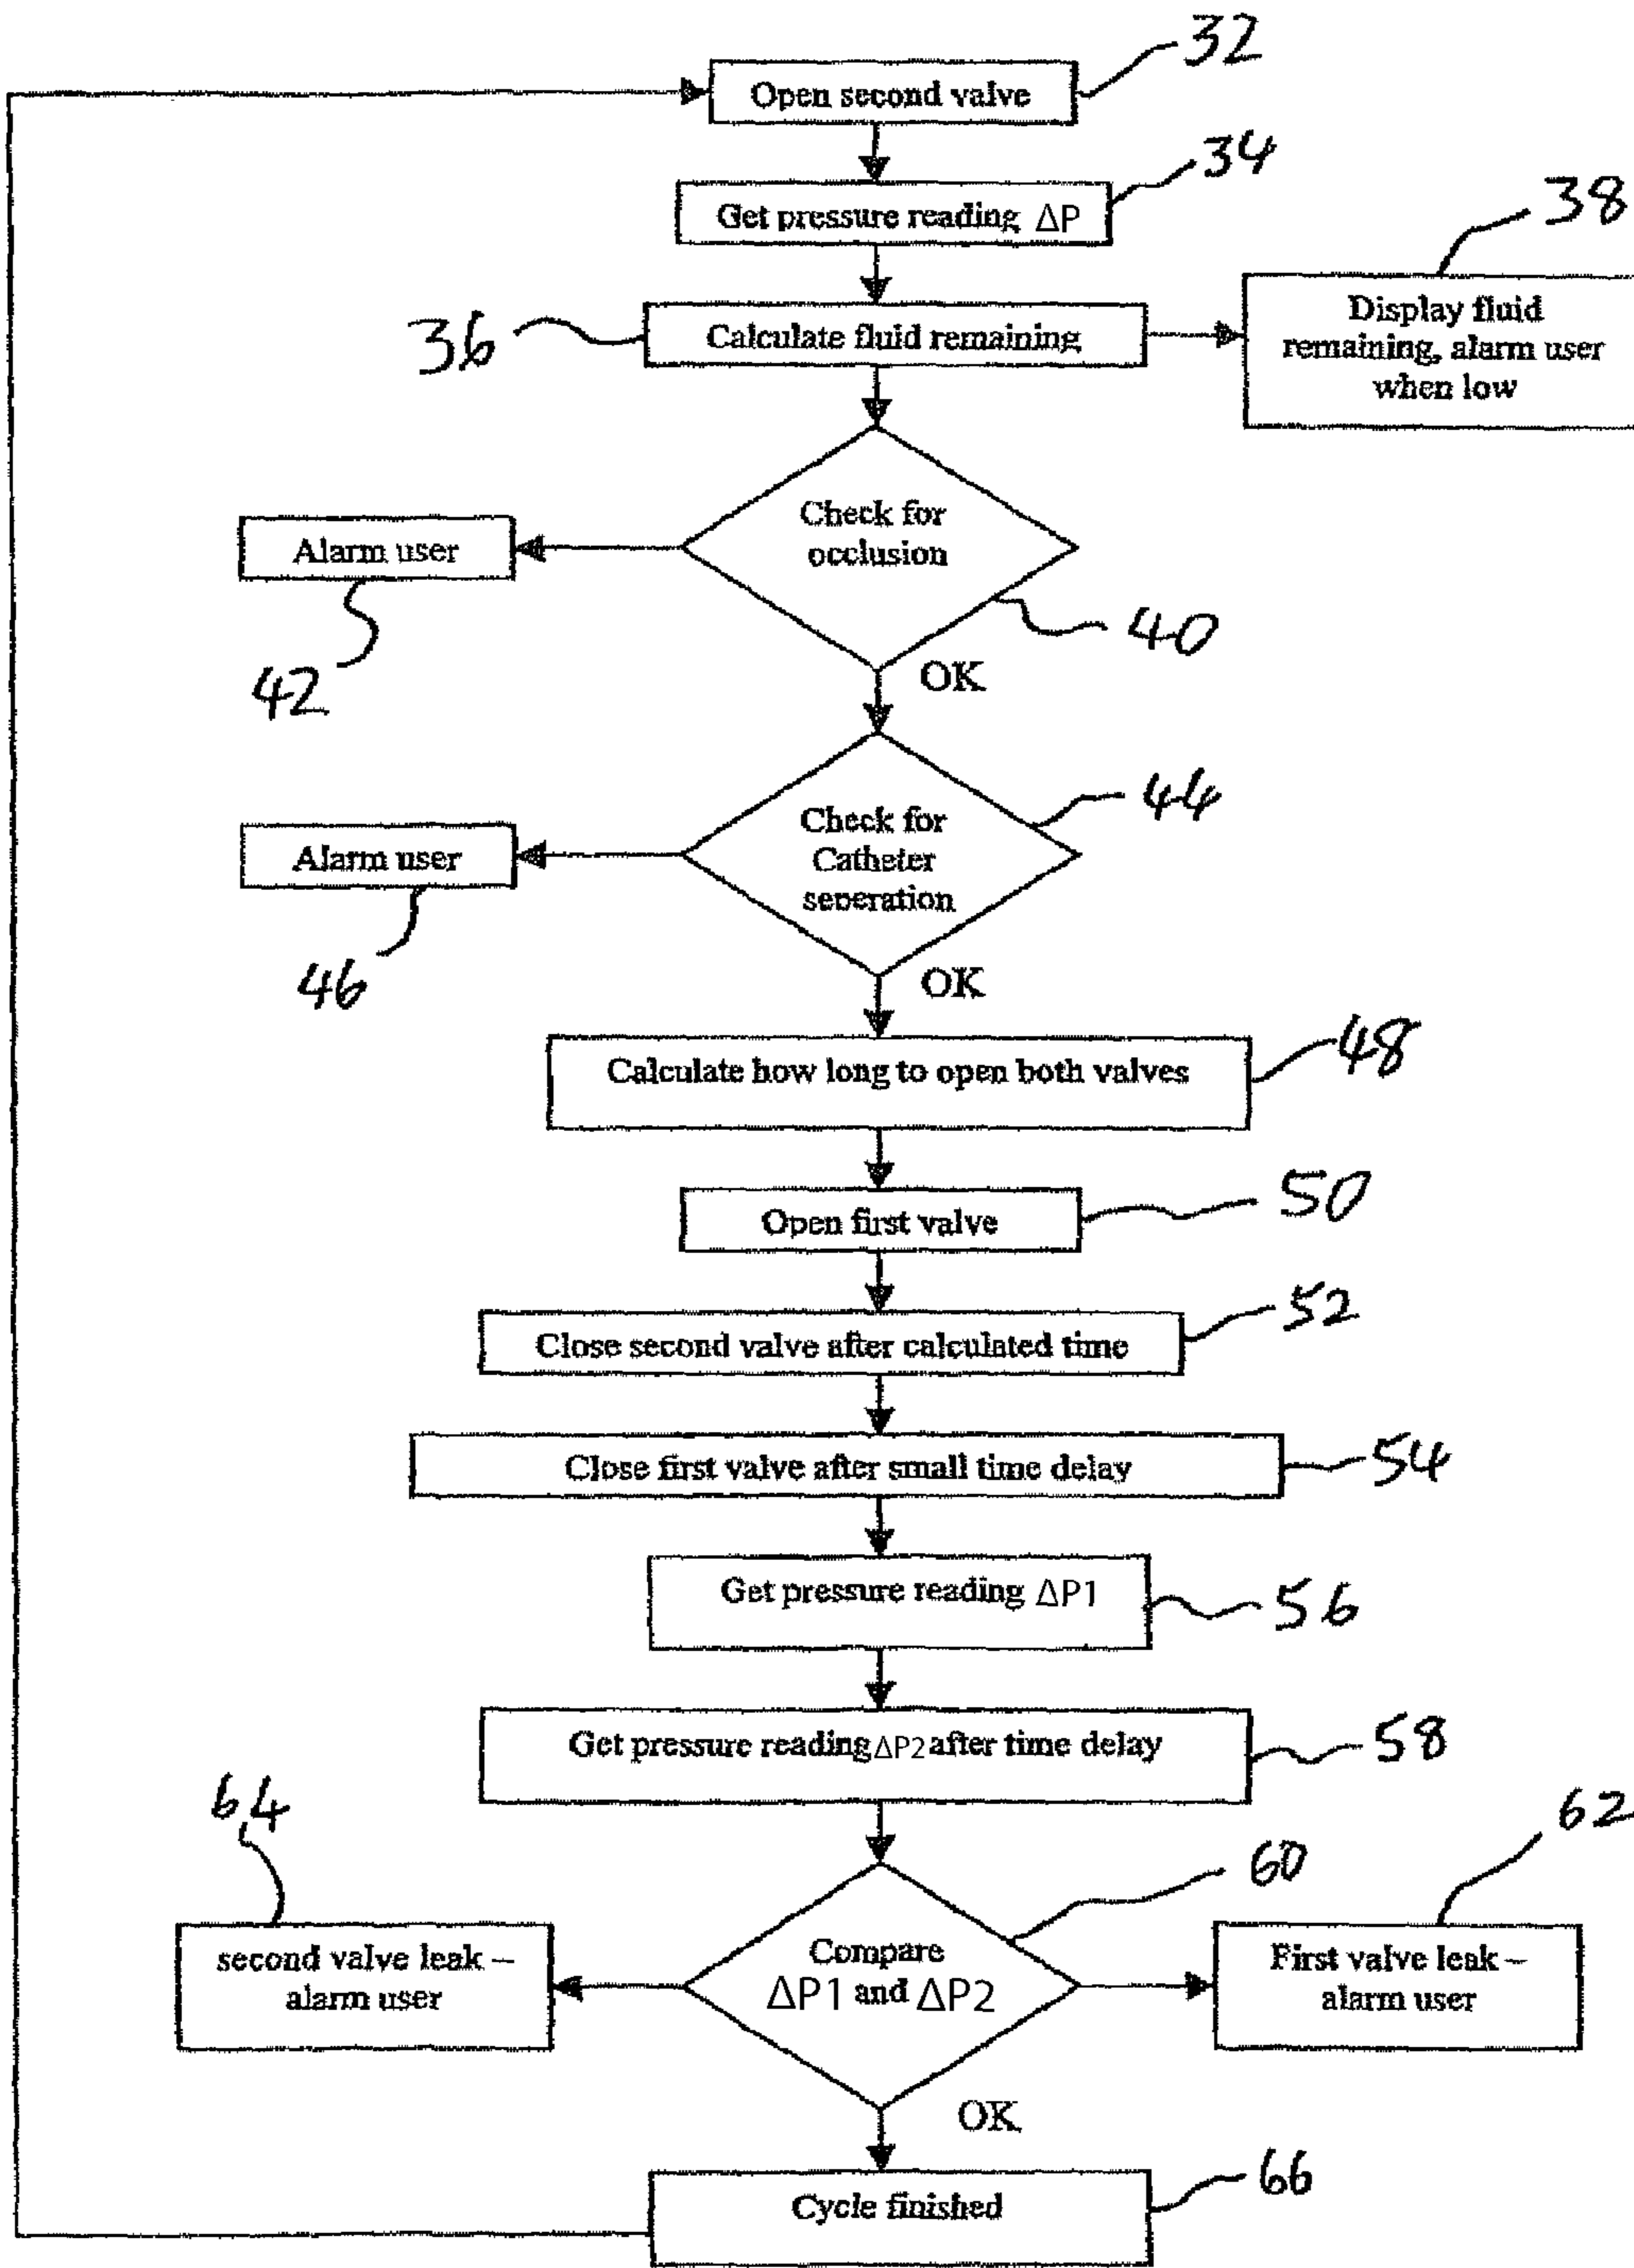 32
Open second valve
34
Get pressure reading ΔP
38
36
Calculate fluid remaining
Display fluid
remaining, alarm user
when low
Check for
occlusion
Alarm user
40
42
OK
44
Check for
Catheter
seperation
Alarm user
46
OK
48
Calculate how long to open both valves
50
Open first valve
52
Close second valve after calculated time
54
Close first valve after small time delay
Get pressure reading ΔP1
56
58
Get pressure reading ΔP2 after time delay
64
62
60
second valve leak –
alarm user
Compare
ΔP1 and ΔP2
First valve leak –
alarm user
OK
66
Cycle finished